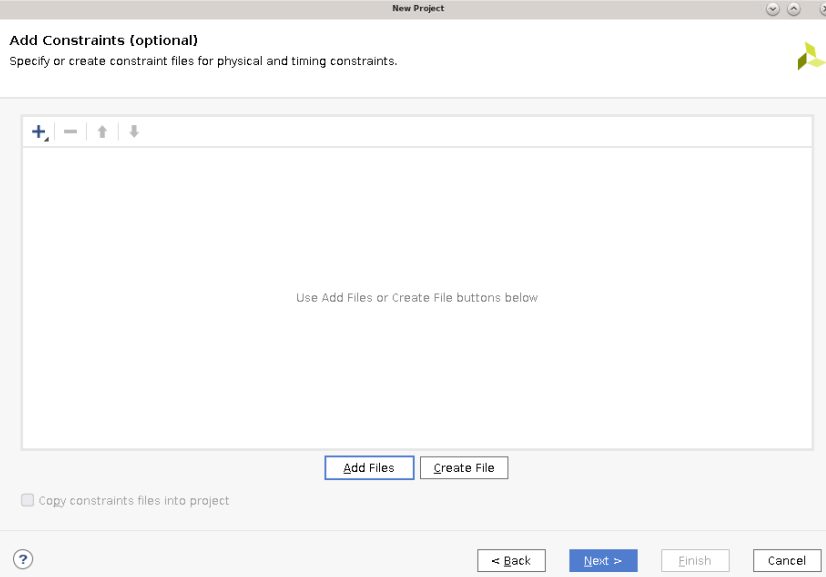 New Project
Add Constraints (optional)
Specify or create constraint files for physical and timing constraints.
Use Add Files or Create File buttons below
Add Files
Create File
Copy constraints files into project
?
< Back
Next >
Finish
Cancel